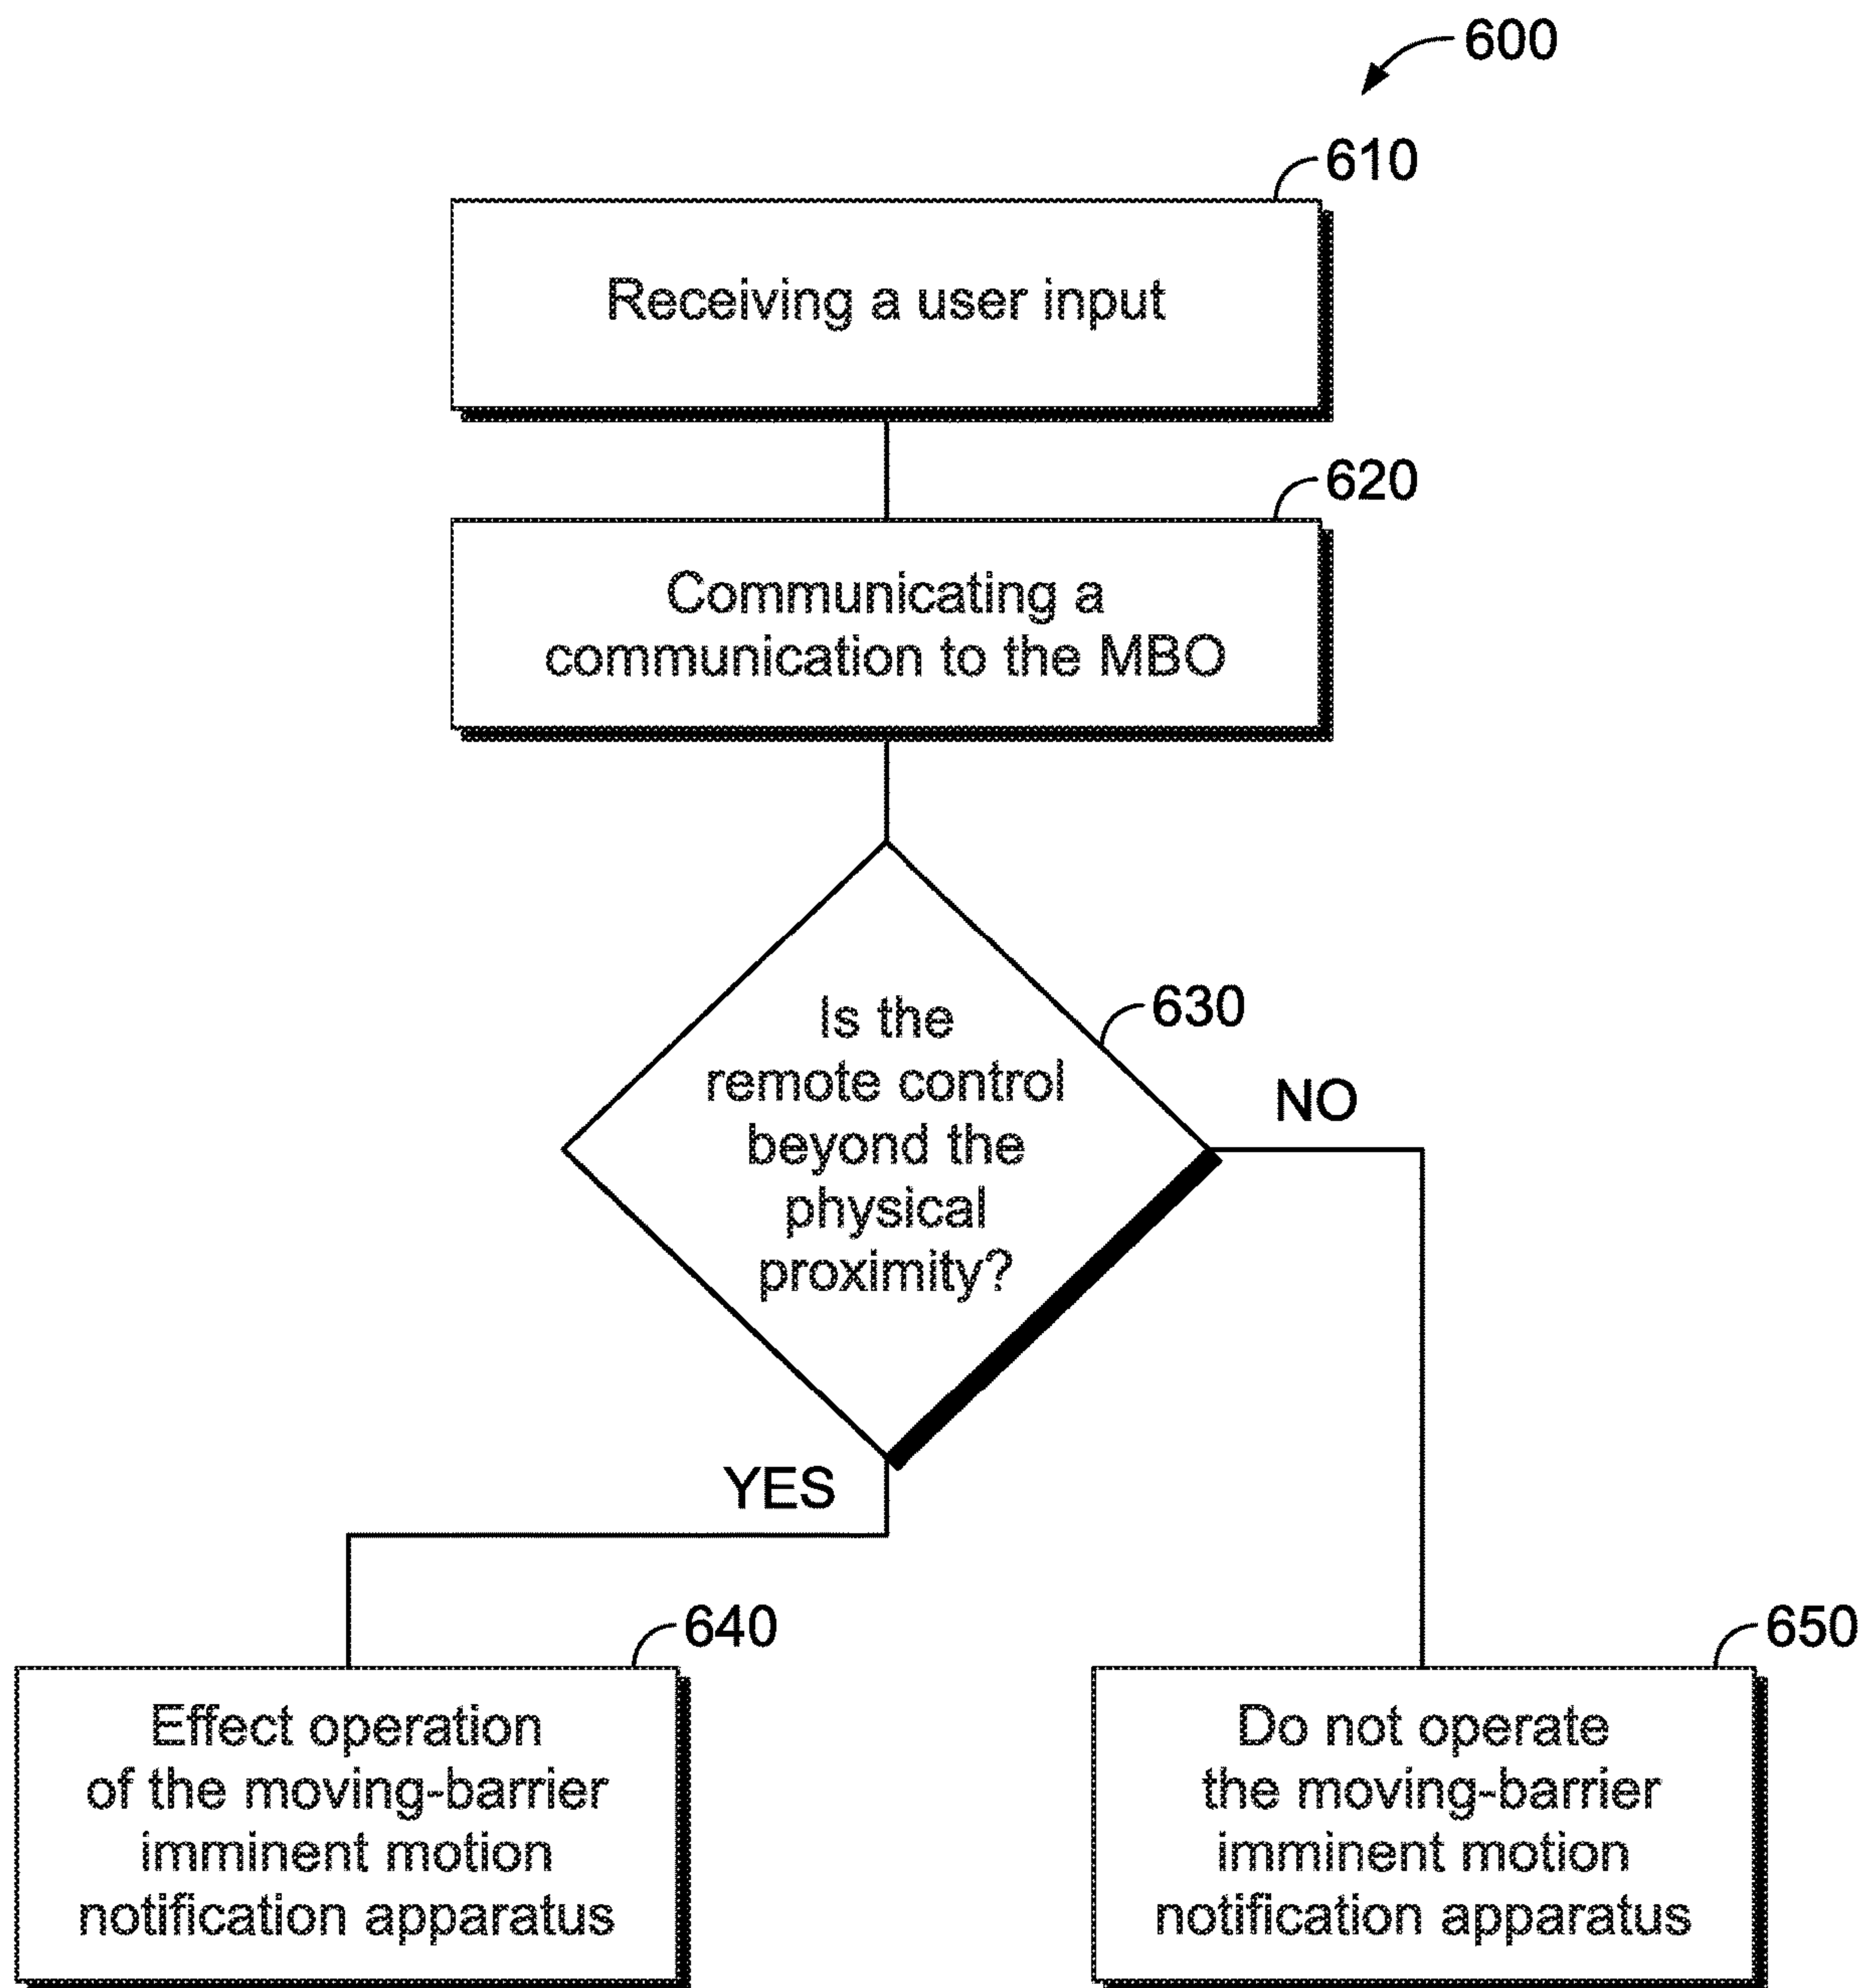 600
610
Receiving a user input
620
Communicating a
communication to the MBO
630
Is the
remote control
beyond the
physical
proximity?
NO
YES
640
Effect operation
of the moving-barrier
imminent motion
notification apparatus
650
Do not operate
the moving-barrier
imminent motion
notification apparatus